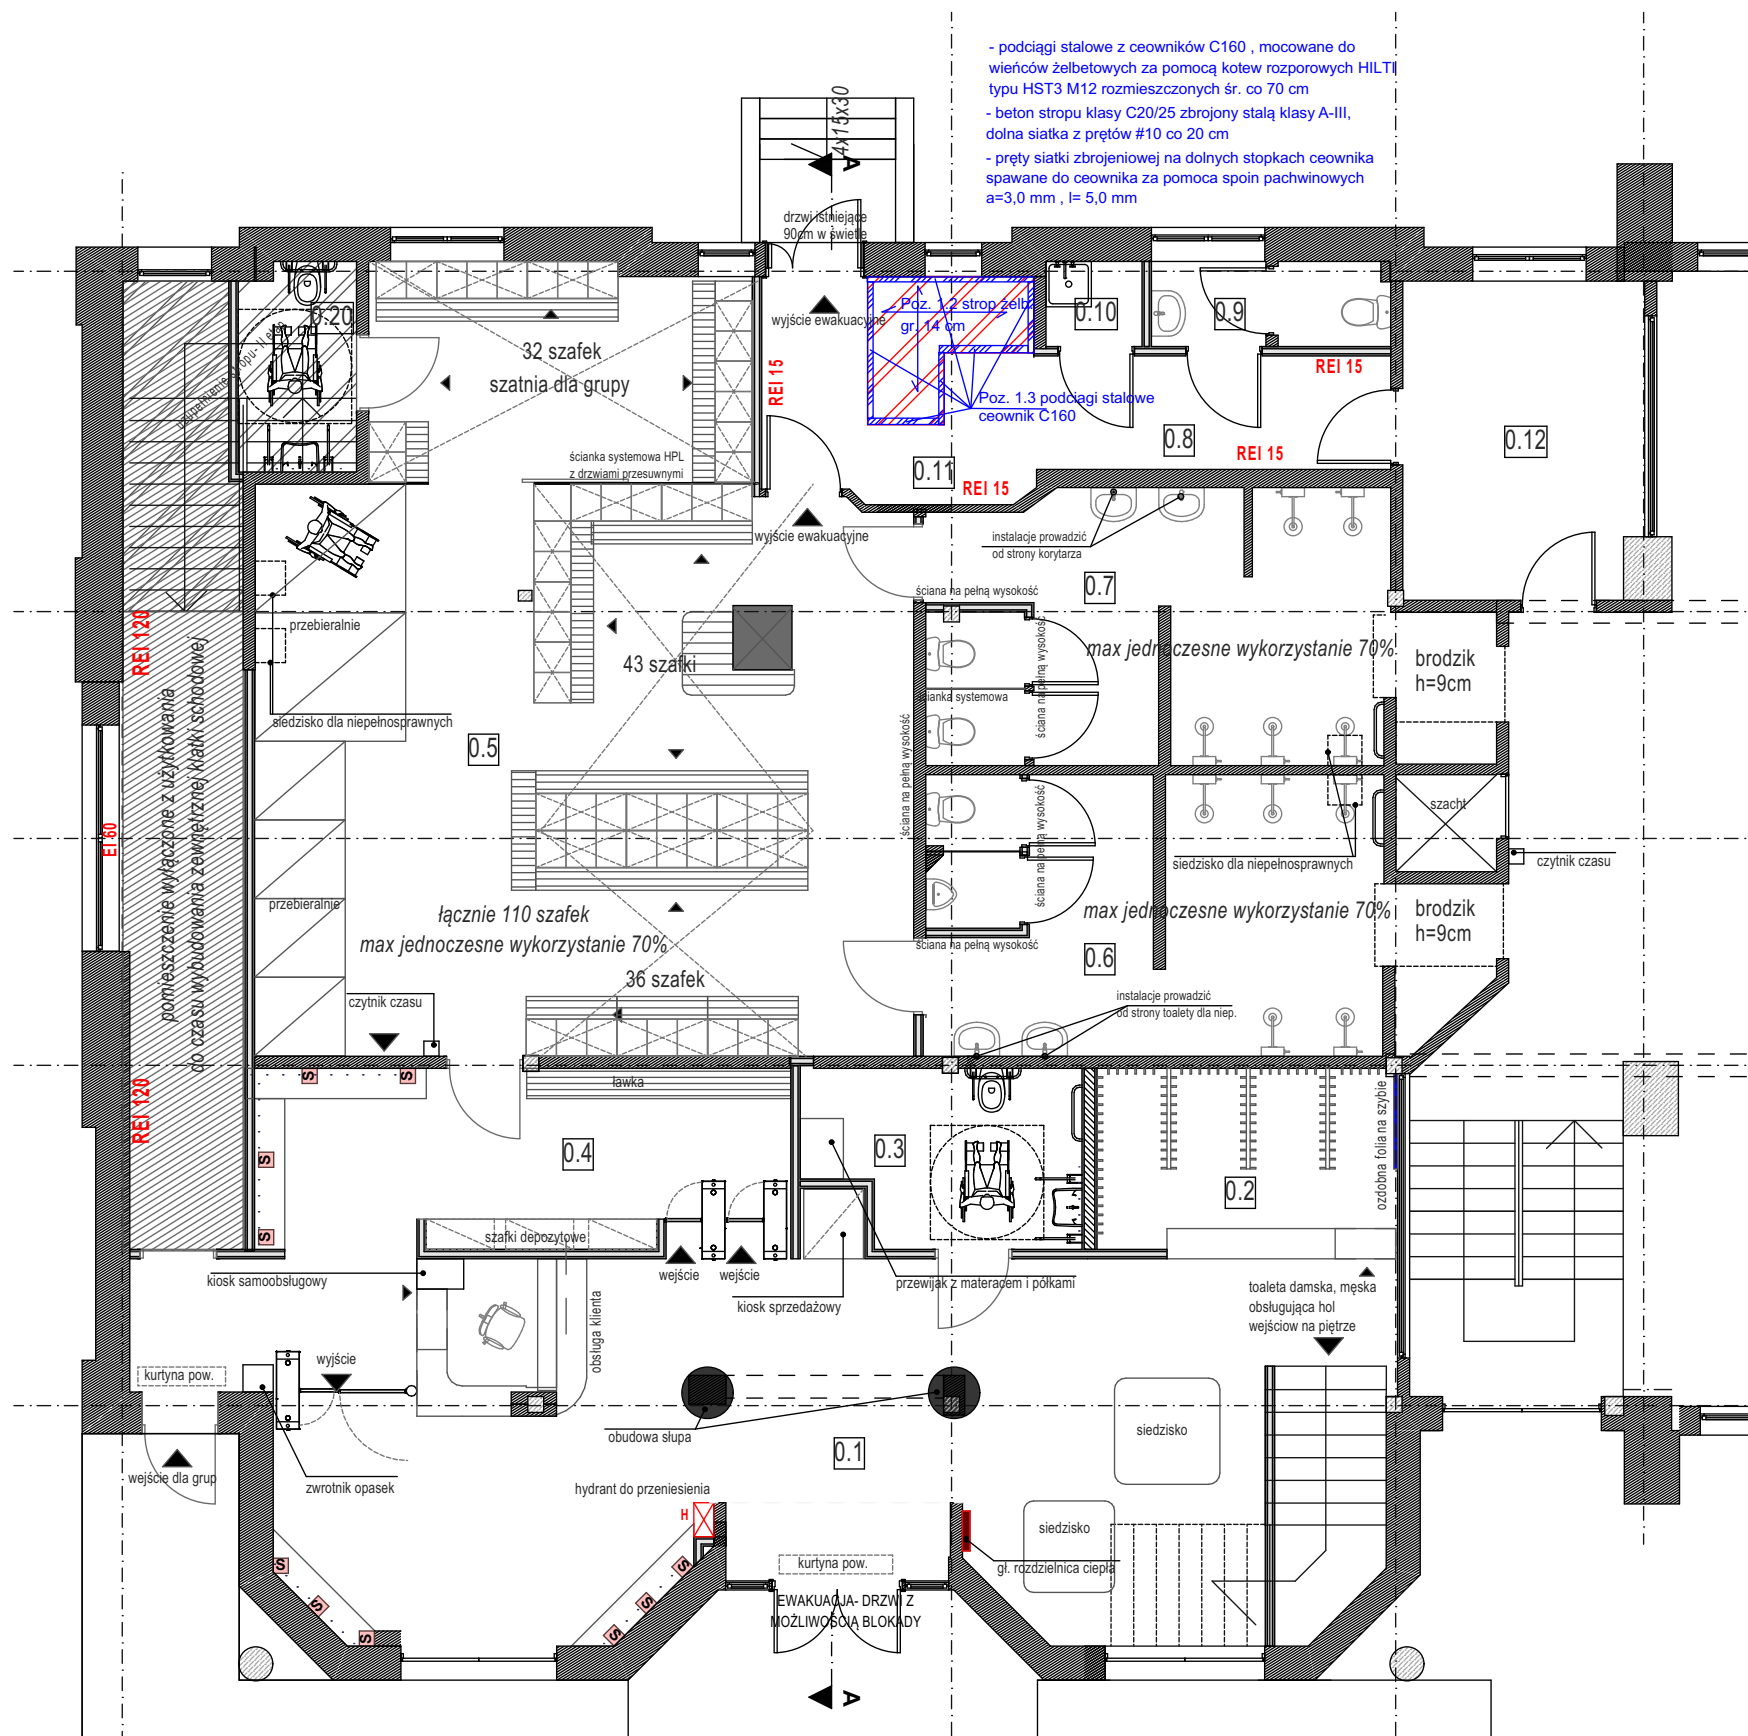 - podciągi stalowe z ceowników C160 , mocowane do
wieńców żelbetowych za pomocą kotew rozporowych HILTI
typu HST3 M12 rozmieszczonych śr. co 70 cm
- beton stropu klasy C20/25 zbrojony stalą klasy A-III,
dolna siatka z prętów #10 co 20 cm
- pręty siatki zbrojeniowej na dolnych stopkach ceownika
spawane do ceownika za pomoca spoin pachwinowych
a=3,0 mm , l= 5,0 mm
4x15x30
A
drzwi istniejące
90cm w świetle
wyjście ewakuacyjne
Poz. 1.2 strop żelb.
gr. 14 cm
Poz. 1.3 podciagi stalowe
ceownik C160
0.20
32 szafek
szatnia dla grupy
REI 15
0.10
0.9
REI 15
0.8
REI 15
0.12
0.11
REI 15
ścianka systemowa HPL
z drzwiami przesuwnymi
wyjście ewakuacyjne
instalacje prowadzić
od strony korytarza
0.7
ściana na pełną wysokość
przebieralnie
REI 120
43 szafki
ściana na pełną wysokość
max jednoczesne wykorzystanie 70%
brodzik
h=9cm
ścianka systemowa
siedzisko dla niepełnosprawnych
0.5
ściana na pełną wysokość
pomieszczenie wyłączone z użytkowania
do czasu wybudowania zewnętrznej klatki schodowej
EI 60
szacht
ściana na pełną wysokość
siedzisko dla niepełnosprawnych
czytnik czasu
przebieralnie
łącznie 110 szafek
max jednoczesne wykorzystanie 70%
max jednoczesne wykorzystanie 70%
brodzik
h=9cm
ściana na pełną wysokość
0.6
36 szafek
czytnik czasu
instalacje prowadzić
od strony toalety dla niep.
REI 120
S
S
ławka
S
0.4
0.3
0.2
ozdobna folia na szybie
S
szafki depozytowe
wejście
wejście
kiosk samoobsługowy
kiosk sprzedażowy
przewijak z materacem i półkami
toaleta damska, męska
obsługująca hol
wejściow na piętrze
obsługa klienta
kurtyna pow.
wyjście
obudowa słupa
0.1
siedzisko
wejście dla grup
zwrotnik opasek
hydrant do przeniesienia
H
siedzisko
kurtyna pow.
gł. rozdzielnica ciepła
S
S
S
S
S
S
EWAKUACJA- DRZWI Z
MOŻLIWOŚCIĄ BLOKADY
A